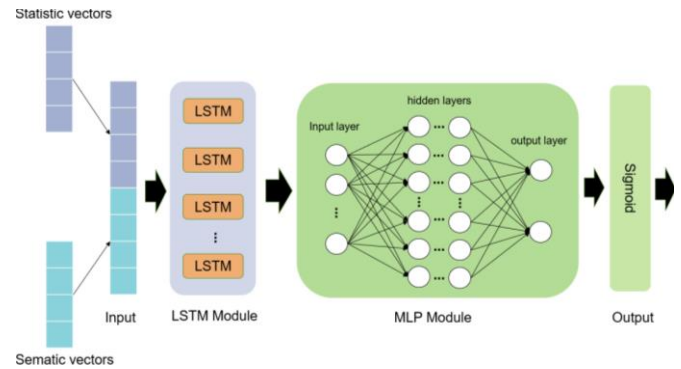 Statistic vectors
Sematic vectors
Input
LSTM
LSTM
LSTM
LSTM
LSTM Module
Input layer
hidden layers
output layer
MLP Module
Sigmoid
Output